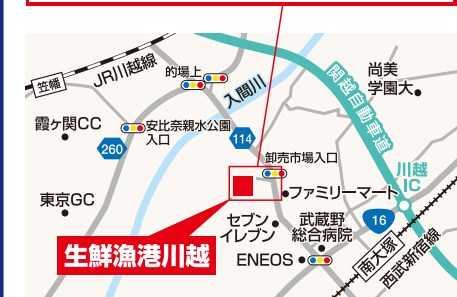 笠幡
JR川越線
的場上
入間川
関越自動車道
尚美
学園大
霞ヶ関CC
安比奈親水公園
入口
260
114
卸売市場入口
川越
IC
東京GC
ファミリーマート
16
セブン
イレブン
武蔵野
総合病院
生鮮漁港川越
ENEOS
南大塚
西武新宿線